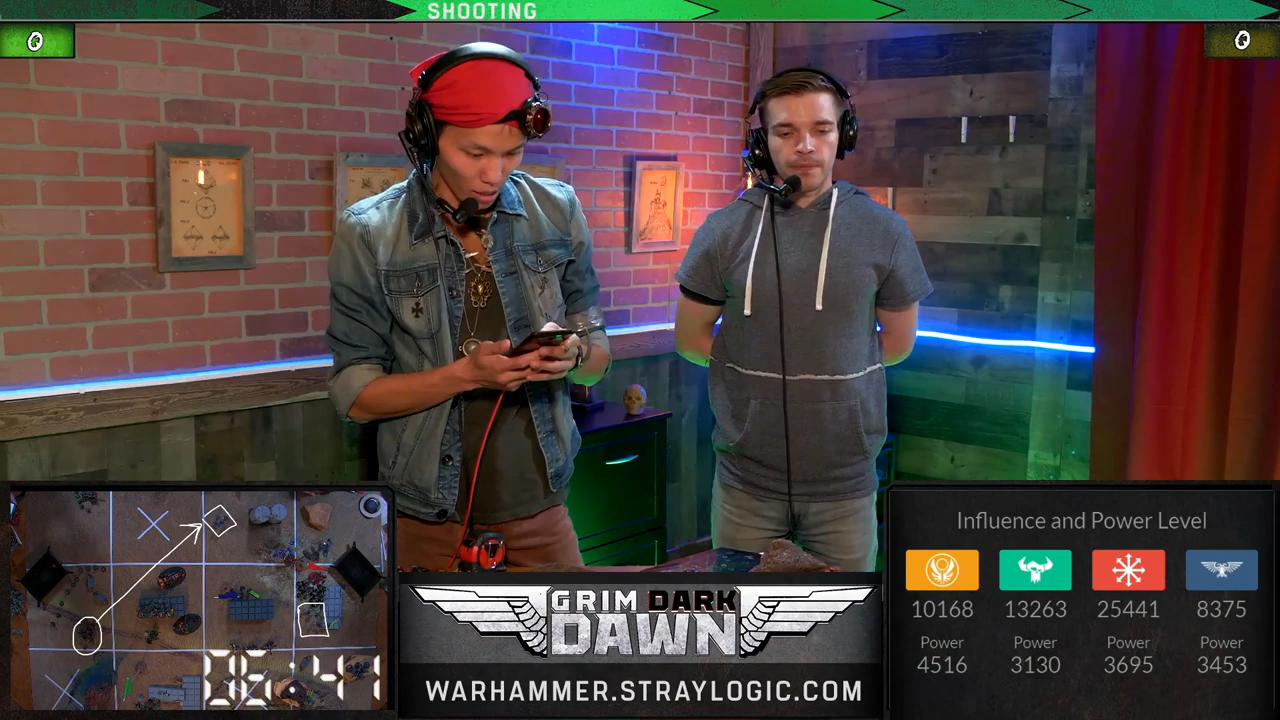 SHOOTING
0
0
06:41
GRIM DARK
DAWN
WARHAMMER.STRAYLOGIC.COM
Influence and Power Level
10168 13263 25441 8375
Power Power Power Power
4516 3130 3695 3453